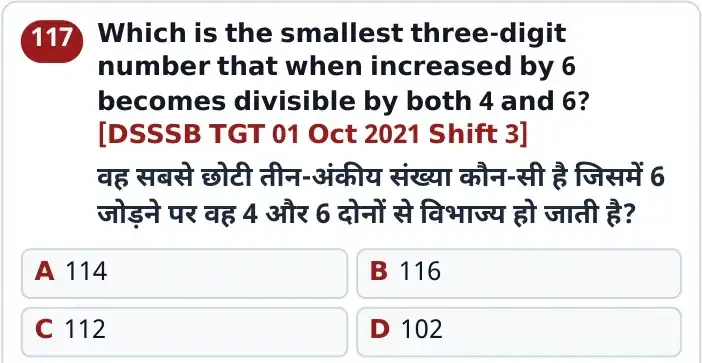 117 Which is the smallest three-digit
number that when increased by 6
becomes divisible by both 4 and 6?
[DSSSB TGT 01 Oct 2021 Shift 3]
वह सबसे छोटी तीन-अंकीय संख्या कौन-सी है जिसमें 6
जोड़ने पर वह 4 और 6 दोनों से विभाज्य हो जाती है?
A 114 B 116
C 112 D 102